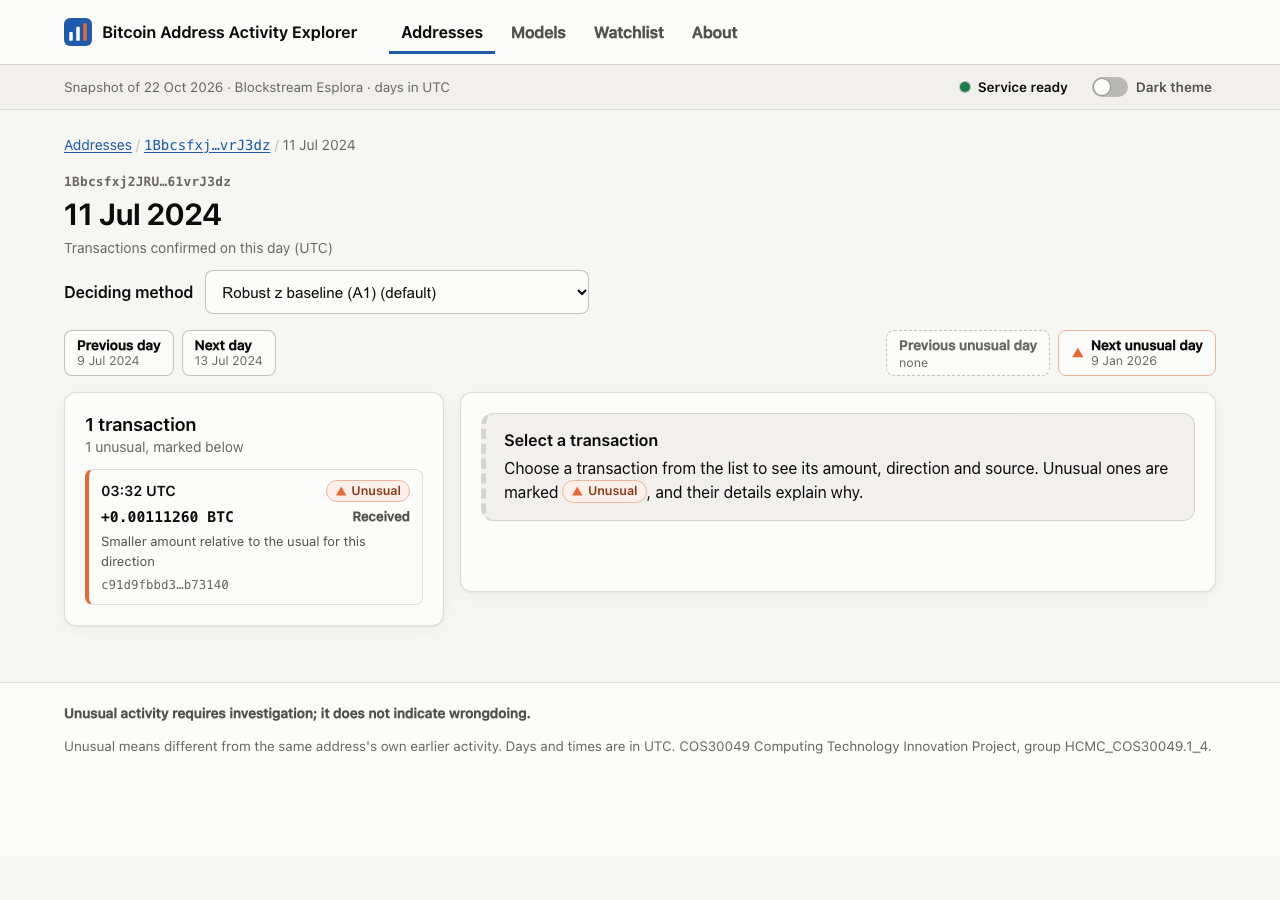 Bitcoin Address Activity Explorer
Addresses
Models
Watchlist
About
Snapshot of 22 Oct 2026 · Blockstream Esplora · days in UTC
Service ready
Dark theme
Addresses / 1Bbcsfxj…vrJ3dz / 11 Jul 2024
1Bbcsfxj2JRU…61vrJ3dz
11 Jul 2024
Transactions confirmed on this day (UTC)
Deciding method
Robust z baseline (A1) (default)
Previous day
9 Jul 2024
Next day
13 Jul 2024
Previous unusual day
none
Next unusual day
9 Jan 2026
1 transaction
1 unusual, marked below
03:32 UTC
Unusual
+0.00111260 BTC
Received
Smaller amount relative to the usual for this
direction
c91d9fbbd3…b73140
Select a transaction
Choose a transaction from the list to see its amount, direction and source. Unusual ones are
marked Unusual, and their details explain why.
Unusual activity requires investigation; it does not indicate wrongdoing.
Unusual means different from the same address's own earlier activity. Days and times are in UTC. COS30049 Computing Technology Innovation Project, group HCMC_COS30049.1_4.